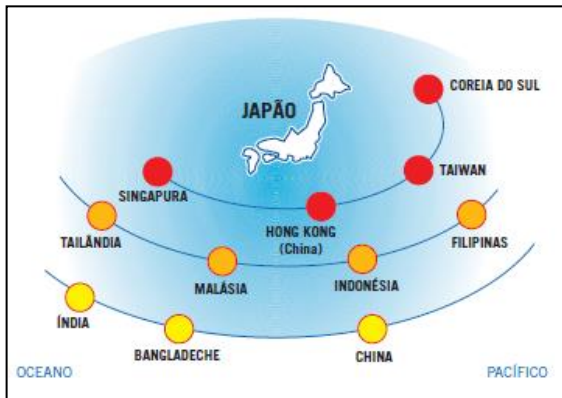 JAPÃO
COREIA DO SUL
SINGAPURA
TAIWAN
HONG KONG
(China)
TAILÂNDIA
FILIPINAS
MALÁSIA
INDONÉSIA
ÍNDIA
BANGLADECHE
CHINA
OCEANO
PACÍFICO